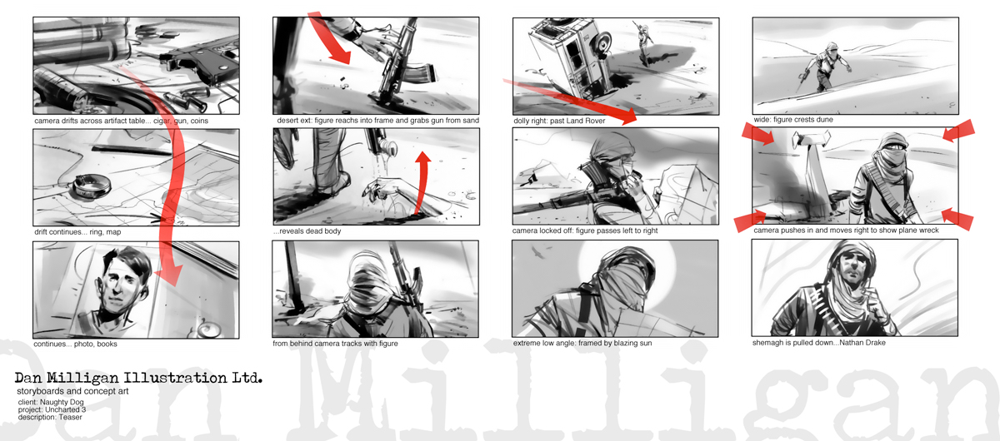 camera drifts across artifact table... cigar, gun, coins
drift continues... ring, map
continues... photo, books
desert ext: figure reachs into frame and grabs gun from sand
...reveals dead body
from behind camera tracks with figure
dolly right: past Land Rover
camera locked off: figure passes left to right
extreme low angle: framed by blazing sun
wide: figure crests dune
camera pushes in and moves right to show plane wreck
shemagh is pulled down...Nathan Drake
Dan Milligan
Dan Milligan Illustration Ltd.
storyboards and concept art
client: Naughty Dog
project: Uncharted 3
description: Teaser